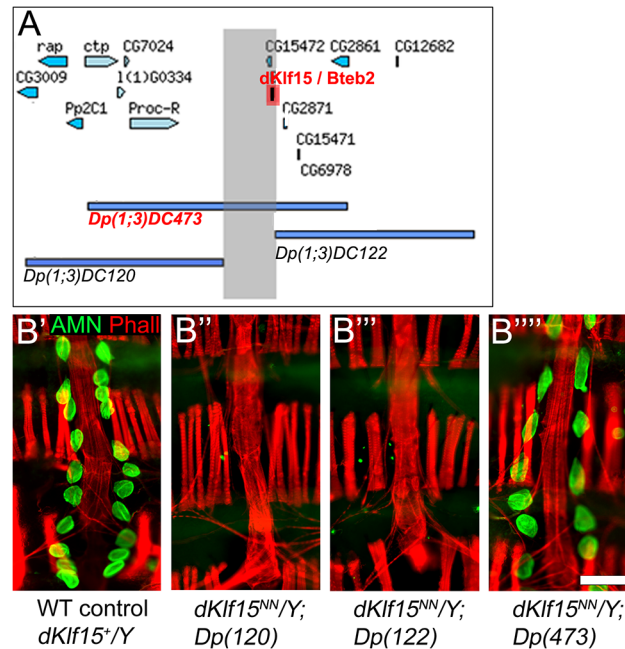 A
rap ctp CG7024 CG15472 CG2861 CG12682
CG3009 l(1)G0334 dKlf15 / Bteb2
Pp2C1 Proc-R CG2871
CG15471
CG6978
Dp(1;3)DC473
Dp(1;3)DC120 Dp(1;3)DC122
B' AMN Phall B'' B''' B''''
WT control dKlf15NN/Y; dKlf15NN/Y; dKlf15NN/Y;
dKlf15+/Y Dp(120) Dp(122) Dp(473)